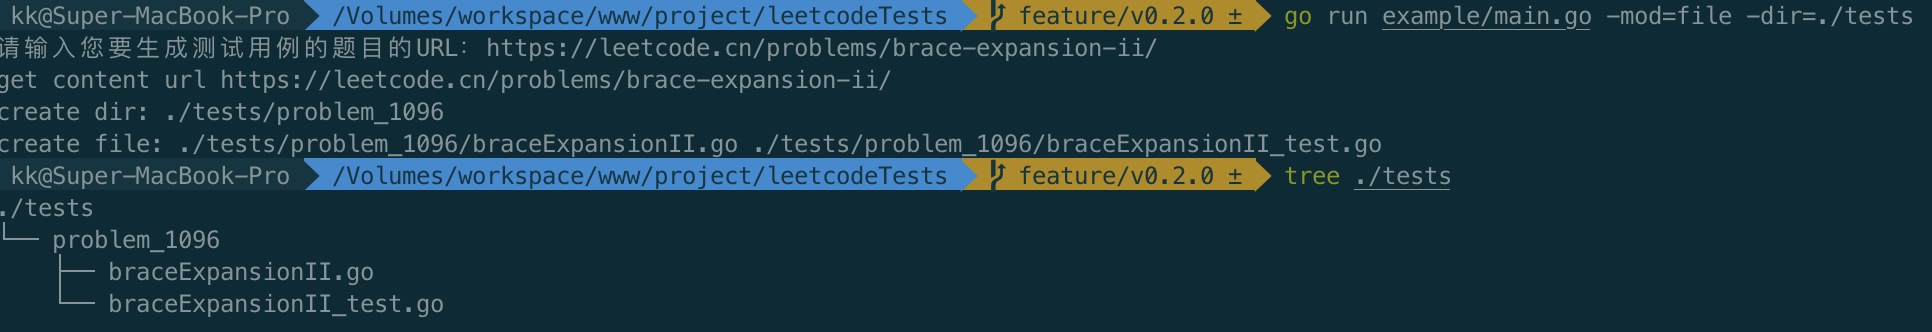 kk@Super-MacBook-Pro /Volumes/workspace/www/project/leetcodeTests feature/v0.2.0 ± go run example/main.go -mod=file -dir=./tests
请输入您要生成测试用例的题目的URL: https://leetcode.cn/problems/brace-expansion-ii/
get content url https://leetcode.cn/problems/brace-expansion-ii/
create dir: ./tests/problem_1096
create file: ./tests/problem_1096/braceExpansionII.go ./tests/problem_1096/braceExpansionII_test.go
kk@Super-MacBook-Pro /Volumes/workspace/www/project/leetcodeTests feature/v0.2.0 ± tree ./tests
./tests
└── problem_1096
    ├── braceExpansionII.go
    └── braceExpansionII_test.go